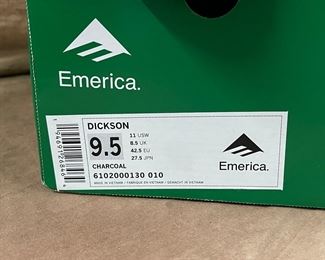 Emerica.
DICKSON
9.5
11 USW
8.5 UK
42.5 EU
27.5 JPN
CHARCOAL
6102000130 010
MADE IN VIETNAM / FABRIQUE EN VIETNAM / GEMACHT IN VIETNAM
Emerica.